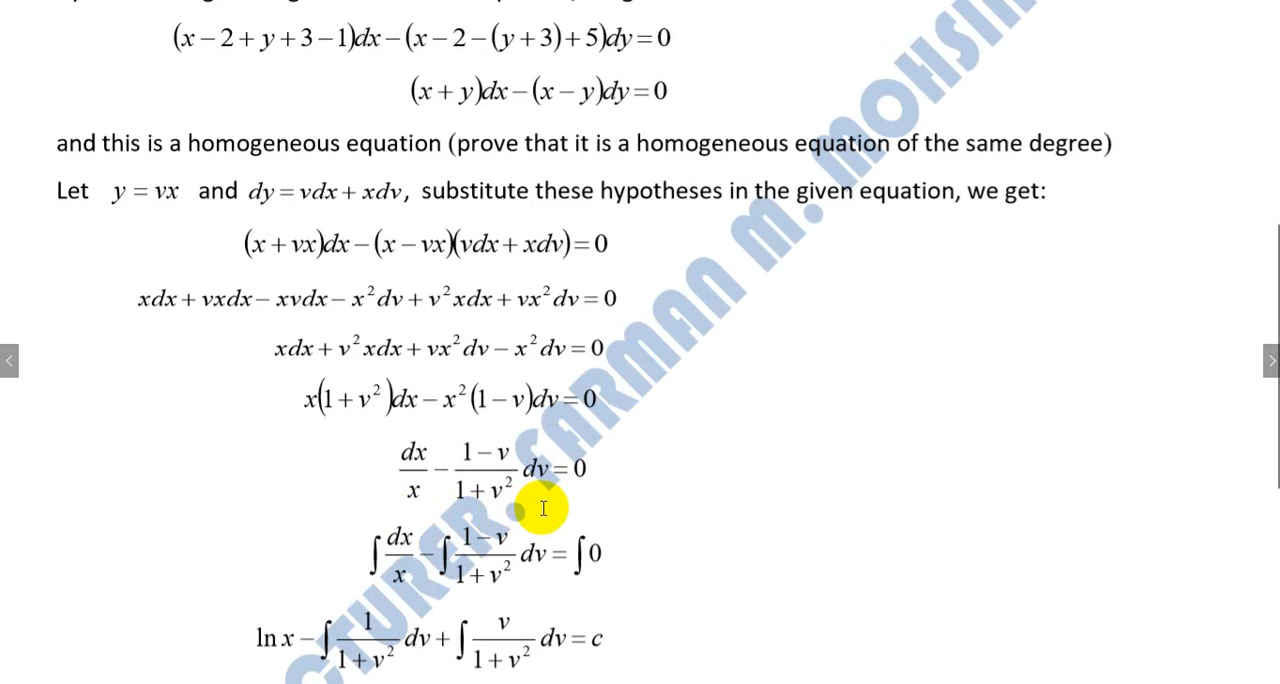 (x − 2 + y + 3 − 1)dx − (x − 2 − (y + 3) + 5)dy = 0
(x + y)dx − (x − y)dy = 0
and this is a homogeneous equation (prove that it is a homogeneous equation of the same degree)
Let y = vx and dy = vdx + xdv, substitute these hypotheses in the given equation, we get:
(x + vx)dx − (x − vx)(vdx + xdv) = 0
xdx + vxdx − xvdx − x²dv + v²xdx + vx²dv = 0
xdx + v²xdx + vx²dv − x²dv = 0
x(1 + v²)dx − x²(1 − v)dv = 0
dx/x − (1 − v)/(1 + v²) dv = 0
∫ dx/x − ∫ (1 − v)/(1 + v²) dv = ∫ 0
ln x − ∫ 1/(1 + v²) dv + ∫ v/(1 + v²) dv = c
CTURER. FARMAN M. MOHSIN